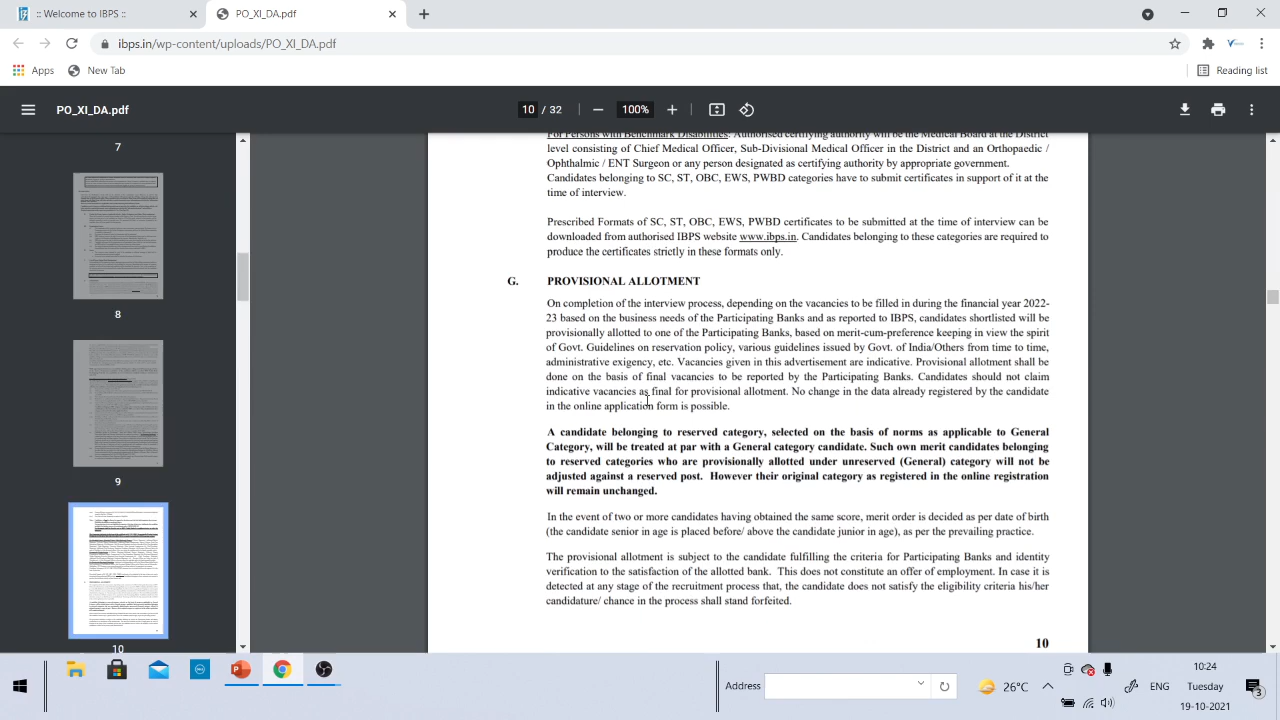 :: Welcome to IBPS
PO_XI_DA.pdf
ibps.in/wp-content/uploads/PO_XI_DA.pdf
Apps
New Tab
Reading list
PO_XI_DA.pdf
10 / 32
100%
7
8
9
10
For Persons with Benchmark Disabilities: Authorised certifying authority will be the Medical Board at the District
level consisting of Chief Medical Officer, Sub-Divisional Medical Officer in the District and an Orthopaedic /
Ophthalmic / ENT Surgeon or any person designated as certifying authority by appropriate government.
Candidates belonging to SC, ST, OBC, EWS, PWBD categories have to submit certificates in support of it at the
time of interview.
Prescribed Formats of SC, ST, OBC, EWS, PWBD certificates to be submitted at the time of interview can be
downloaded from authorised IBPS website www.ibps.in. Candidates belonging to these categories are required to
produce the certificates strictly in these formats only.
G. PROVISIONAL ALLOTMENT
On completion of the interview process, depending on the vacancies to be filled in during the financial year 2022-
23 based on the business needs of the Participating Banks and as reported to IBPS, candidates shortlisted will be
provisionally allotted to one of the Participating Banks, based on merit-cum-preference keeping in view the spirit
of Govt. Guidelines on reservation policy, various guidelines issued by Govt. of India/Others from time to time,
administrative exigency, etc. Vacancies given in this advertisement are indicative. Provisional allotment shall be
done on the basis of final vacancies to be reported by the Participating Banks. Candidates should not claim
indicative vacancies as final for provisional allotment. No change in the data already registered by the candidate
in the online application form is possible.
A candidate belonging to reserved category, selected on the basis of norms as applicable to General
Category, will be treated at par with a General category candidate. Such own merit candidates belonging
to reserved categories who are provisionally allotted under unreserved (General) category will not be
adjusted against a reserved post. However their original category as registered in the online registration
will remain unchanged.
In the event of two or more candidates having obtained the same score, merit order is decided as per date of birth
(the candidate senior in age is placed before/ above the candidate junior in age), as per the prevailing practice.
The provisional allotment is subject to the candidate fulfilling the criteria for Participating Banks and identity
verification to the satisfaction of the allotted bank. This does not constitute an offer of employment. In case it is
detected at any stage of the recruitment process that, the candidate does not satisfy the eligibility criteria his/her
candidature/ chance in the process shall stand forfeited.
10
Address
26°C
ENG
10:24
Tuesday
19-10-2021
3